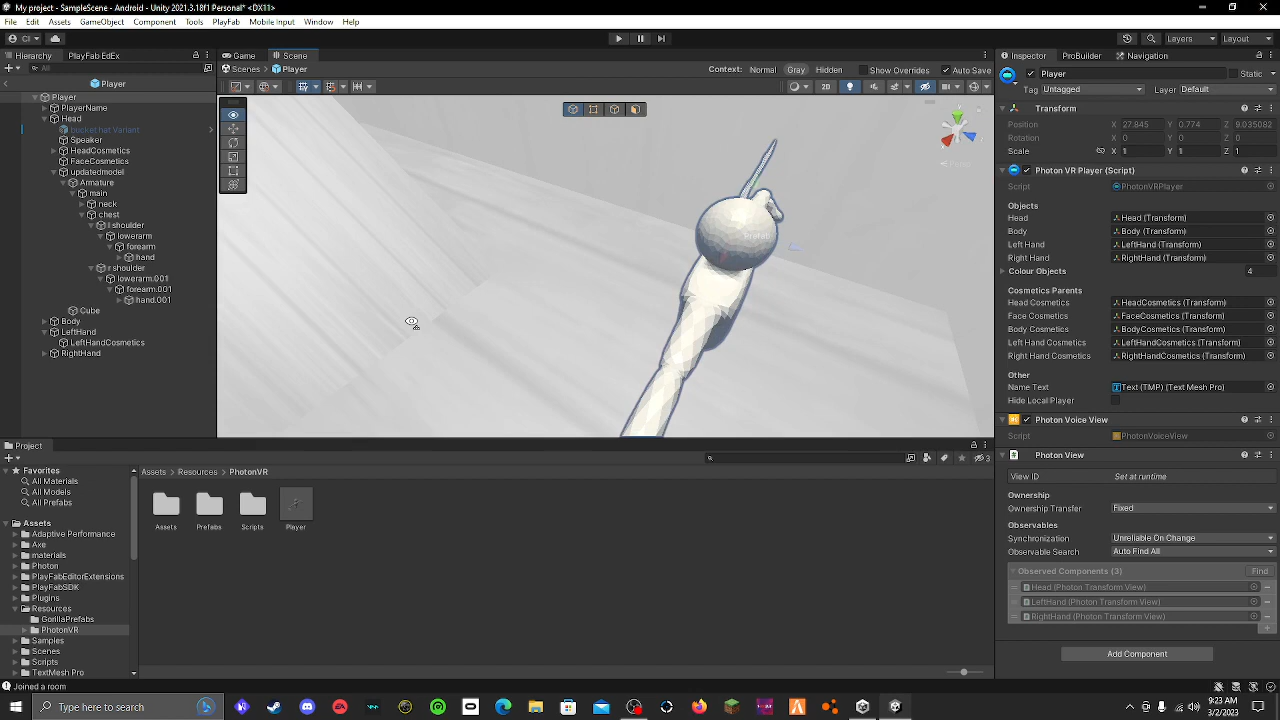 My project - SampleScene - Android - Unity 2021.3.18f1 Personal* <DX11>
File Edit Assets GameObject Component Tools PlayFab Mobile Input Window Help
CI
Layers Layout
Hierarchy PlayFab EdEx
Game Scene
Inspector ProBuilder Navigation
All
Scenes Player
Context: Normal Gray Hidden Show Overrides Auto Save
Player
2D
Player
PlayerName
Head
bucket hat Variant
Speaker
HeadCosmetics
FaceCosmetics
updatedmodel
Armature
main
neck
chest
l shoulder
lowerarm
forearm
hand
r shoulder
lowerarm.001
forearm.001
hand.001
Cube
Body
LeftHand
LeftHandCosmetics
RightHand
Prefab
Persp
Player Static
Tag Untagged Layer Default
Transform
Position X 27.845 Y 0.774 Z 9.035082
Rotation X 0 Y 0 Z 0
Scale X 1 Y 1 Z 1
Photon VR Player (Script)
Script PhotonVRPlayer
Objects
Head Head (Transform)
Body Body (Transform)
Left Hand LeftHand (Transform)
Right Hand RightHand (Transform)
Colour Objects 4
Cosmetics Parents
Head Cosmetics HeadCosmetics (Transform)
Face Cosmetics FaceCosmetics (Transform)
Body Cosmetics BodyCosmetics (Transform)
Left Hand Cosmetics LeftHandCosmetics (Transform)
Right Hand Cosmetics RightHandCosmetics (Transform)
Other
Name Text Text (TMP) (Text Mesh Pro)
Hide Local Player
Photon Voice View
Script PhotonVoiceView
Photon View
View ID Set at runtime
Ownership
Ownership Transfer Fixed
Observables
Synchronization Unreliable On Change
Observable Search Auto Find All
Observed Components (3) Find
Head (Photon Transform View)
LeftHand (Photon Transform View)
RightHand (Photon Transform View)
Add Component
Project
3
Favorites
All Materials
All Models
All Prefabs
Assets
Adaptive Performance
Axe
materials
Photon
PlayFabEditorExtensions
PlayFabSDK
Plugins
Resources
GorillaPrefabs
PhotonVR
Samples
Scenes
Scripts
TextMesh Pro
Assets Resources PhotonVR
Assets Prefabs Scripts Player
Joined a room
Type here to search
9:23 AM
3/2/2023